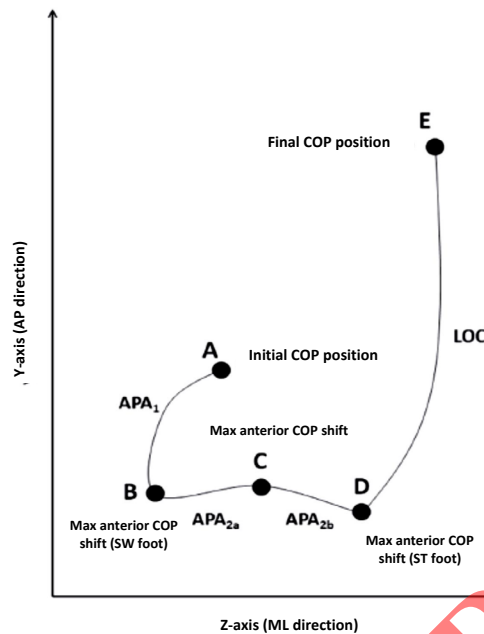 E
Final COP position
A
Initial COP position
LOC
APA1
Max anterior COP shift
C
B
D
APA2a
APA2b
Max anterior COP
shift (SW foot)
Max anterior COP
shift (ST foot)
Y-axis (AP direction)
Z-axis (ML direction)